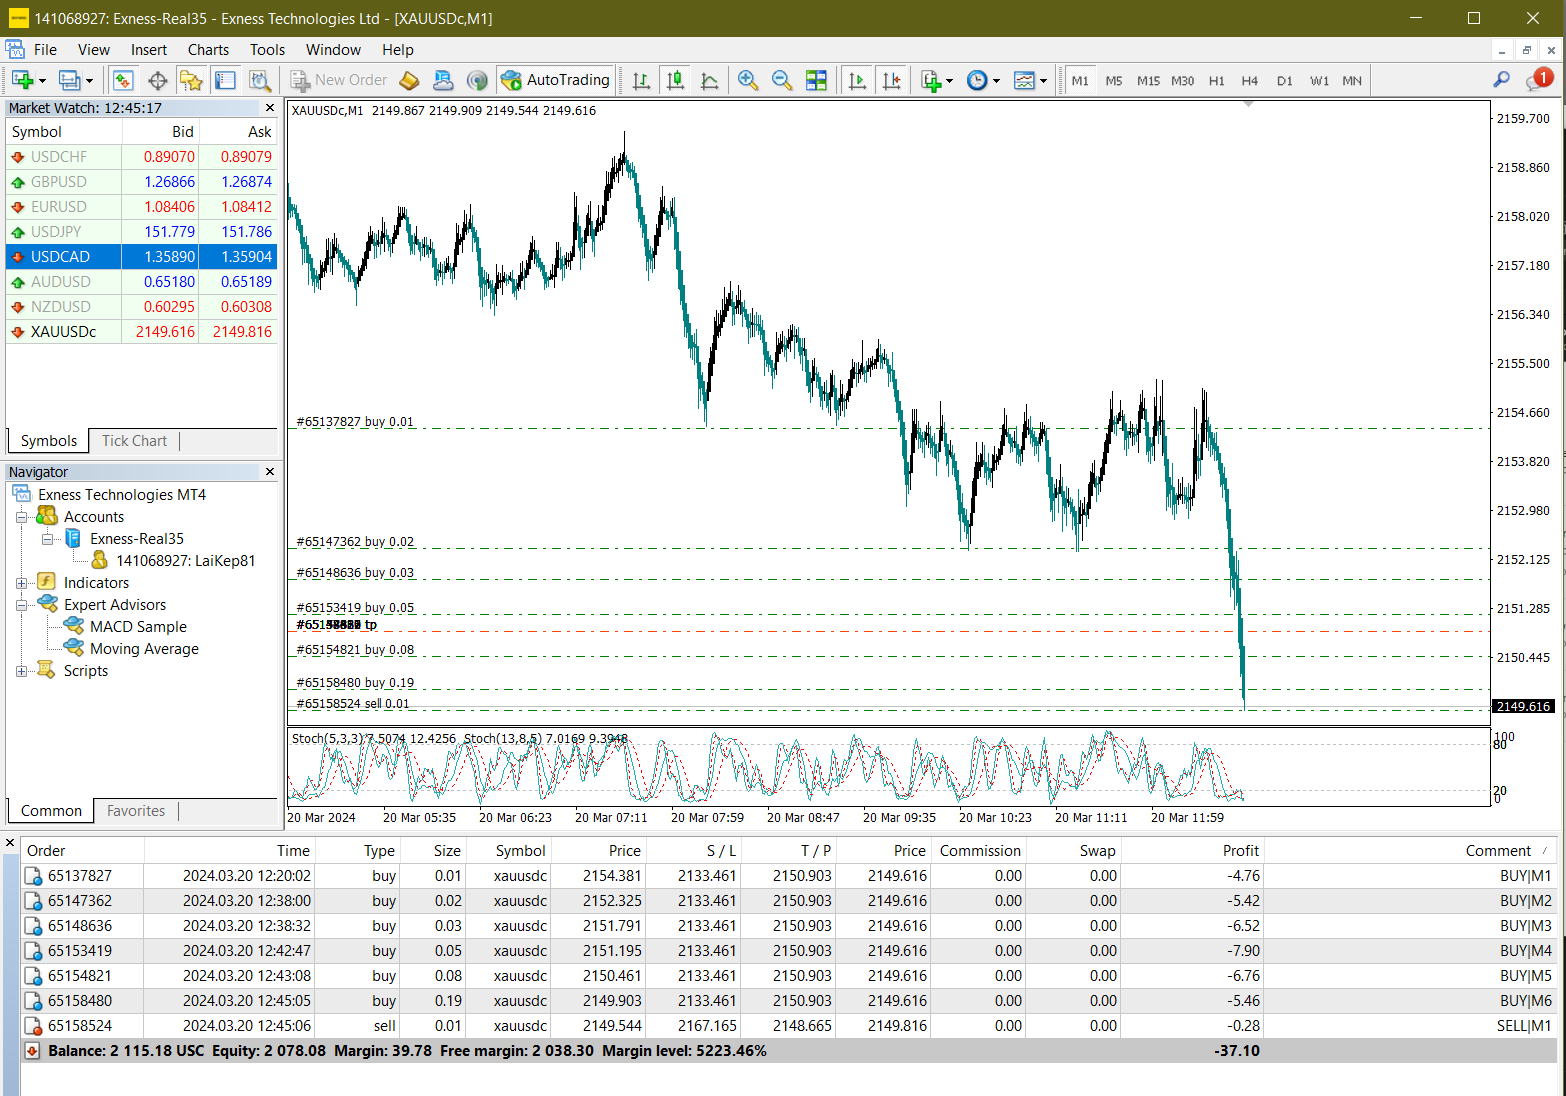 141068927: Exness-Real35 - Exness Technologies Ltd - [XAUUSDc,M1]
File View Insert Charts Tools Window Help
New Order AutoTrading M1 M5 M15 M30 H1 H4 D1 W1 MN 1
Market Watch: 12:45:17
Symbol Bid Ask
USDCHF 0.89070 0.89079
GBPUSD 1.26866 1.26874
EURUSD 1.08406 1.08412
USDJPY 151.779 151.786
USDCAD 1.35890 1.35904
AUDUSD 0.65180 0.65189
NZDUSD 0.60295 0.60308
XAUUSDc 2149.616 2149.816
Symbols Tick Chart
Navigator
Exness Technologies MT4
Accounts
Exness-Real35
141068927: LaiKep81
Indicators
Expert Advisors
MACD Sample
Moving Average
Scripts
Common Favorites
XAUUSDc,M1 2149.867 2149.909 2149.544 2149.616
2159.700
2158.860
2158.020
2157.180
2156.340
2155.500
2154.660
2153.820
2152.980
2152.125
2151.285
2150.445
2149.616
#65137827 buy 0.01
#65147362 buy 0.02
#65148636 buy 0.03
#65153419 buy 0.05
tp
#65154821 buy 0.08
#65158480 buy 0.19
#65158524 sell 0.01
Stoch(5,3,3) 7.5074 12.4256 Stoch(13,8,5) 7.0169 9.3948
100
80
20
0
20 Mar 2024 20 Mar 05:35 20 Mar 06:23 20 Mar 07:11 20 Mar 07:59 20 Mar 08:47 20 Mar 09:35 20 Mar 10:23 20 Mar 11:11 20 Mar 11:59
Order Time Type Size Symbol Price S / L T / P Price Commission Swap Profit Comment
65137827 2024.03.20 12:20:02 buy 0.01 xauusdc 2154.381 2133.461 2150.903 2149.616 0.00 0.00 -4.76 BUY|M1
65147362 2024.03.20 12:38:00 buy 0.02 xauusdc 2152.325 2133.461 2150.903 2149.616 0.00 0.00 -5.42 BUY|M2
65148636 2024.03.20 12:38:32 buy 0.03 xauusdc 2151.791 2133.461 2150.903 2149.616 0.00 0.00 -6.52 BUY|M3
65153419 2024.03.20 12:42:47 buy 0.05 xauusdc 2151.195 2133.461 2150.903 2149.616 0.00 0.00 -7.90 BUY|M4
65154821 2024.03.20 12:43:08 buy 0.08 xauusdc 2150.461 2133.461 2150.903 2149.616 0.00 0.00 -6.76 BUY|M5
65158480 2024.03.20 12:45:05 buy 0.19 xauusdc 2149.903 2133.461 2150.903 2149.616 0.00 0.00 -5.46 BUY|M6
65158524 2024.03.20 12:45:06 sell 0.01 xauusdc 2149.544 2167.165 2148.665 2149.816 0.00 0.00 -0.28 SELL|M1
Balance: 2 115.18 USC Equity: 2 078.08 Margin: 39.78 Free margin: 2 038.30 Margin level: 5223.46% -37.10